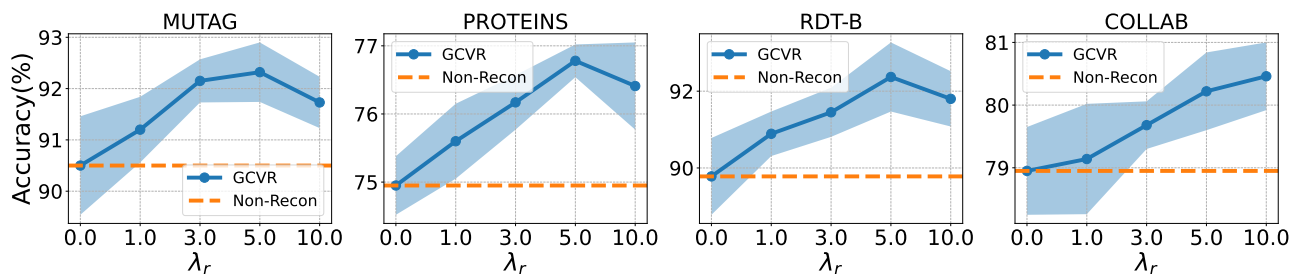 MUTAG
Accuracy(%)
93
92
91
90
GCVR
Non-Recon
0.0 1.0 3.0 5.0 10.0
λr
PROTEINS
77
76
75
GCVR
Non-Recon
0.0 1.0 3.0 5.0 10.0
λr
RDT-B
92
90
GCVR
Non-Recon
0.0 1.0 3.0 5.0 10.0
λr
COLLAB
81
80
79
GCVR
Non-Recon
0.0 1.0 3.0 5.0 10.0
λr